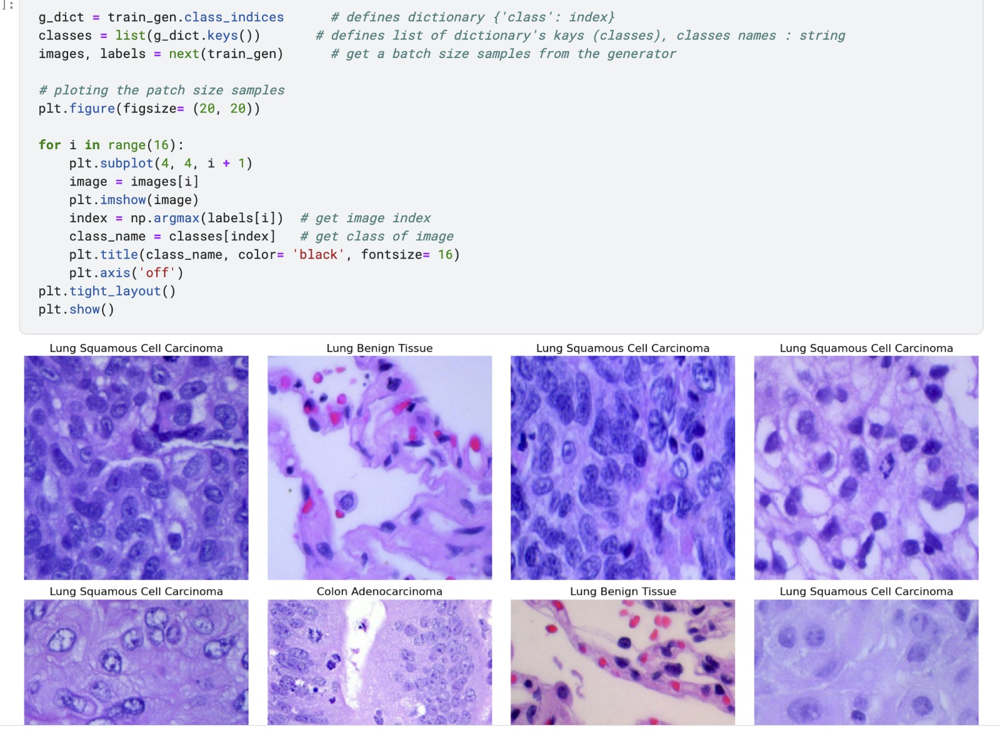 ]:
g_dict = train_gen.class_indices      # defines dictionary {'class': index}
classes = list(g_dict.keys())       # defines list of dictionary's kays (classes), classes names : string
images, labels = next(train_gen)      # get a batch size samples from the generator
# ploting the patch size samples
plt.figure(figsize= (20, 20))
for i in range(16):
    plt.subplot(4, 4, i + 1)
    image = images[i]
    plt.imshow(image)
    index = np.argmax(labels[i])  # get image index
    class_name = classes[index]   # get class of image
    plt.title(class_name, color= 'black', fontsize= 16)
    plt.axis('off')
plt.tight_layout()
plt.show()
Lung Squamous Cell Carcinoma
Lung Benign Tissue
Lung Squamous Cell Carcinoma
Lung Squamous Cell Carcinoma
Lung Squamous Cell Carcinoma
Colon Adenocarcinoma
Lung Benign Tissue
Lung Squamous Cell Carcinoma